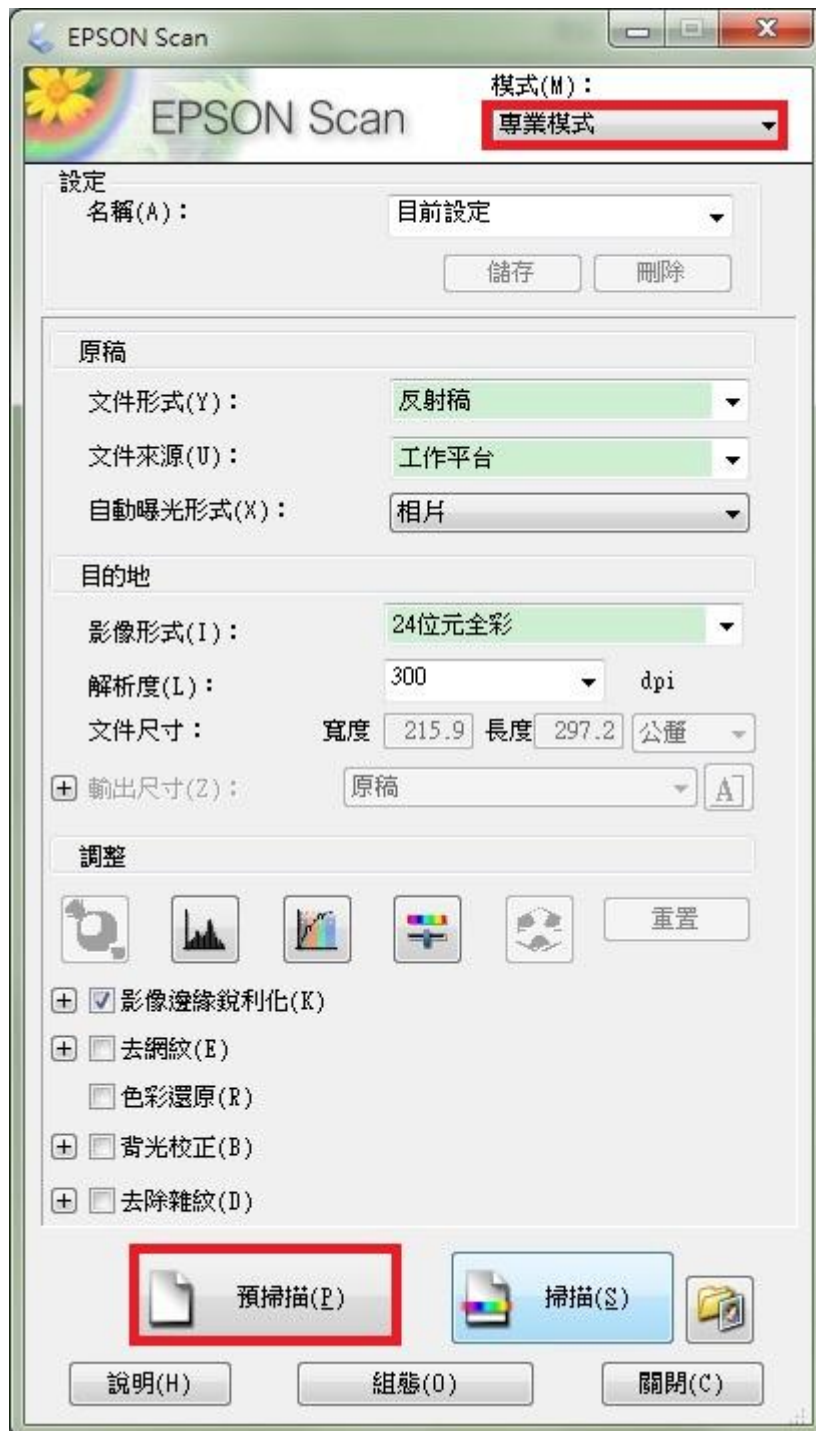 EPSON Scan
EPSON Scan
模式(M)：
專業模式
設定
名稱(A)：
目前設定
儲存
刪除
原稿
文件形式(Y)：
反射稿
文件來源(U)：
工作平台
自動曝光形式(X)：
相片
目的地
影像形式(I)：
24位元全彩
解析度(L)：
300
dpi
文件尺寸：
寬度 215.9 長度 297.2 公釐
輸出尺寸(Z)：
原稿
A
調整
重置
影像邊緣銳利化(K)
去網紋(E)
色彩還原(R)
背光校正(B)
去除雜紋(D)
預掃描(P)
掃描(S)
說明(H)
組態(O)
關閉(C)